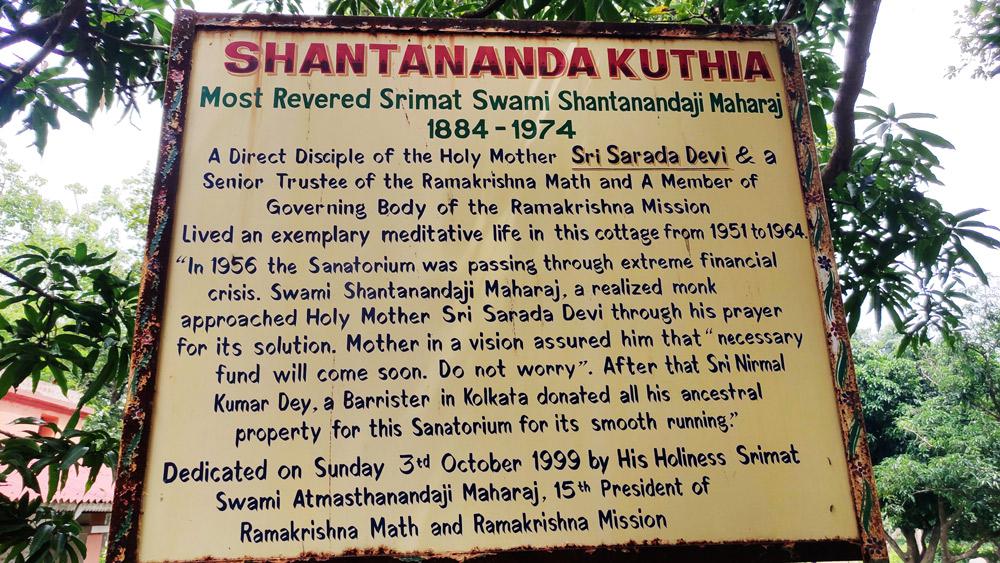 SHANTANANDA KUTHIA
Most Revered Srimat Swami Shantanandaji Maharaj
1884-1974
A Direct Disciple of the Holy Mother Sri Sarada Devi & a
Senior Trustee of the Ramakrishna Math and A Member of
Governing Body of the Ramakrishna Mission
Lived an exemplary meditative life in this cottage from 1951 to 1964.
"In 1956 the Sanatorium was passing through extreme financial
crisis. Swami Shantanandaji Maharaj, a realized monk
approached Holy Mother Sri Sarada Devi through his prayer
for its solution. Mother in a vision assured him that "necessary
fund will come soon. Do not worry". After that Sri Nirmal
Kumar Dey, a Barrister in Kolkata donated all his ancestral
property for this Sanatorium for its smooth running."
Dedicated on Sunday 3rd October 1999 by His Holiness Srimat
Swami Atmasthanandaji Maharaj, 15th President of
Ramakrishna Math and Ramakrishna Mission